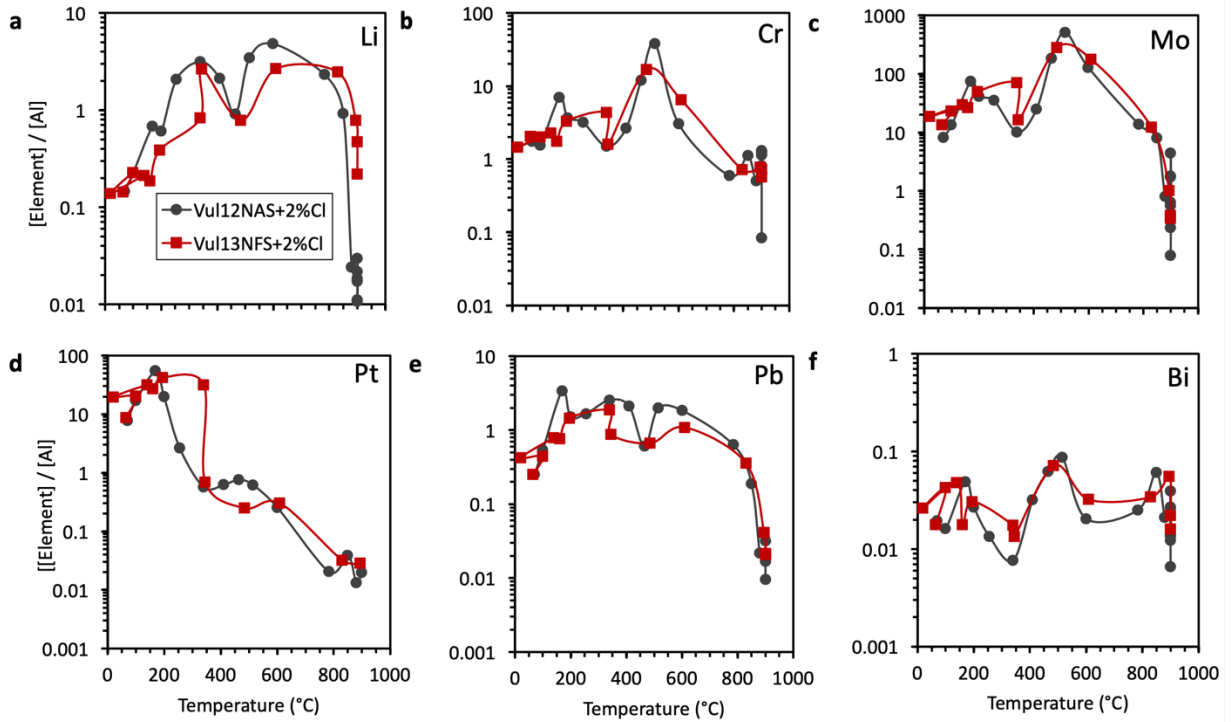 a
Li
b
Cr
c
Mo
10
1
0.1
0.01
100
10
1
0.1
0.01
1000
100
10
1
0.1
0.01
[Element] / [Al]
Vul12NAS+2%Cl
Vul13NFS+2%Cl
d
Pt
e
Pb
f
Bi
100
10
1
0.1
0.01
0.001
10
1
0.1
0.01
0.001
1
0.1
0.01
0.001
[[Element] / [Al]
0 200 400 600 800 1000
0 200 400 600 800 1000
0 200 400 600 800 1000
Temperature (°C)
Temperature (°C)
Temperature (°C)